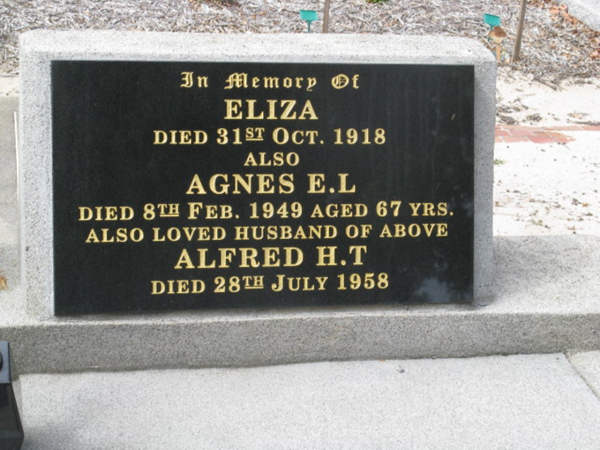 In Memory Of
ELIZA
DIED 31ST OCT. 1918
ALSO
AGNES E.L
DIED 8TH FEB. 1949 AGED 67 YRS.
ALSO LOVED HUSBAND OF ABOVE
ALFRED H.T
DIED 28TH JULY 1958